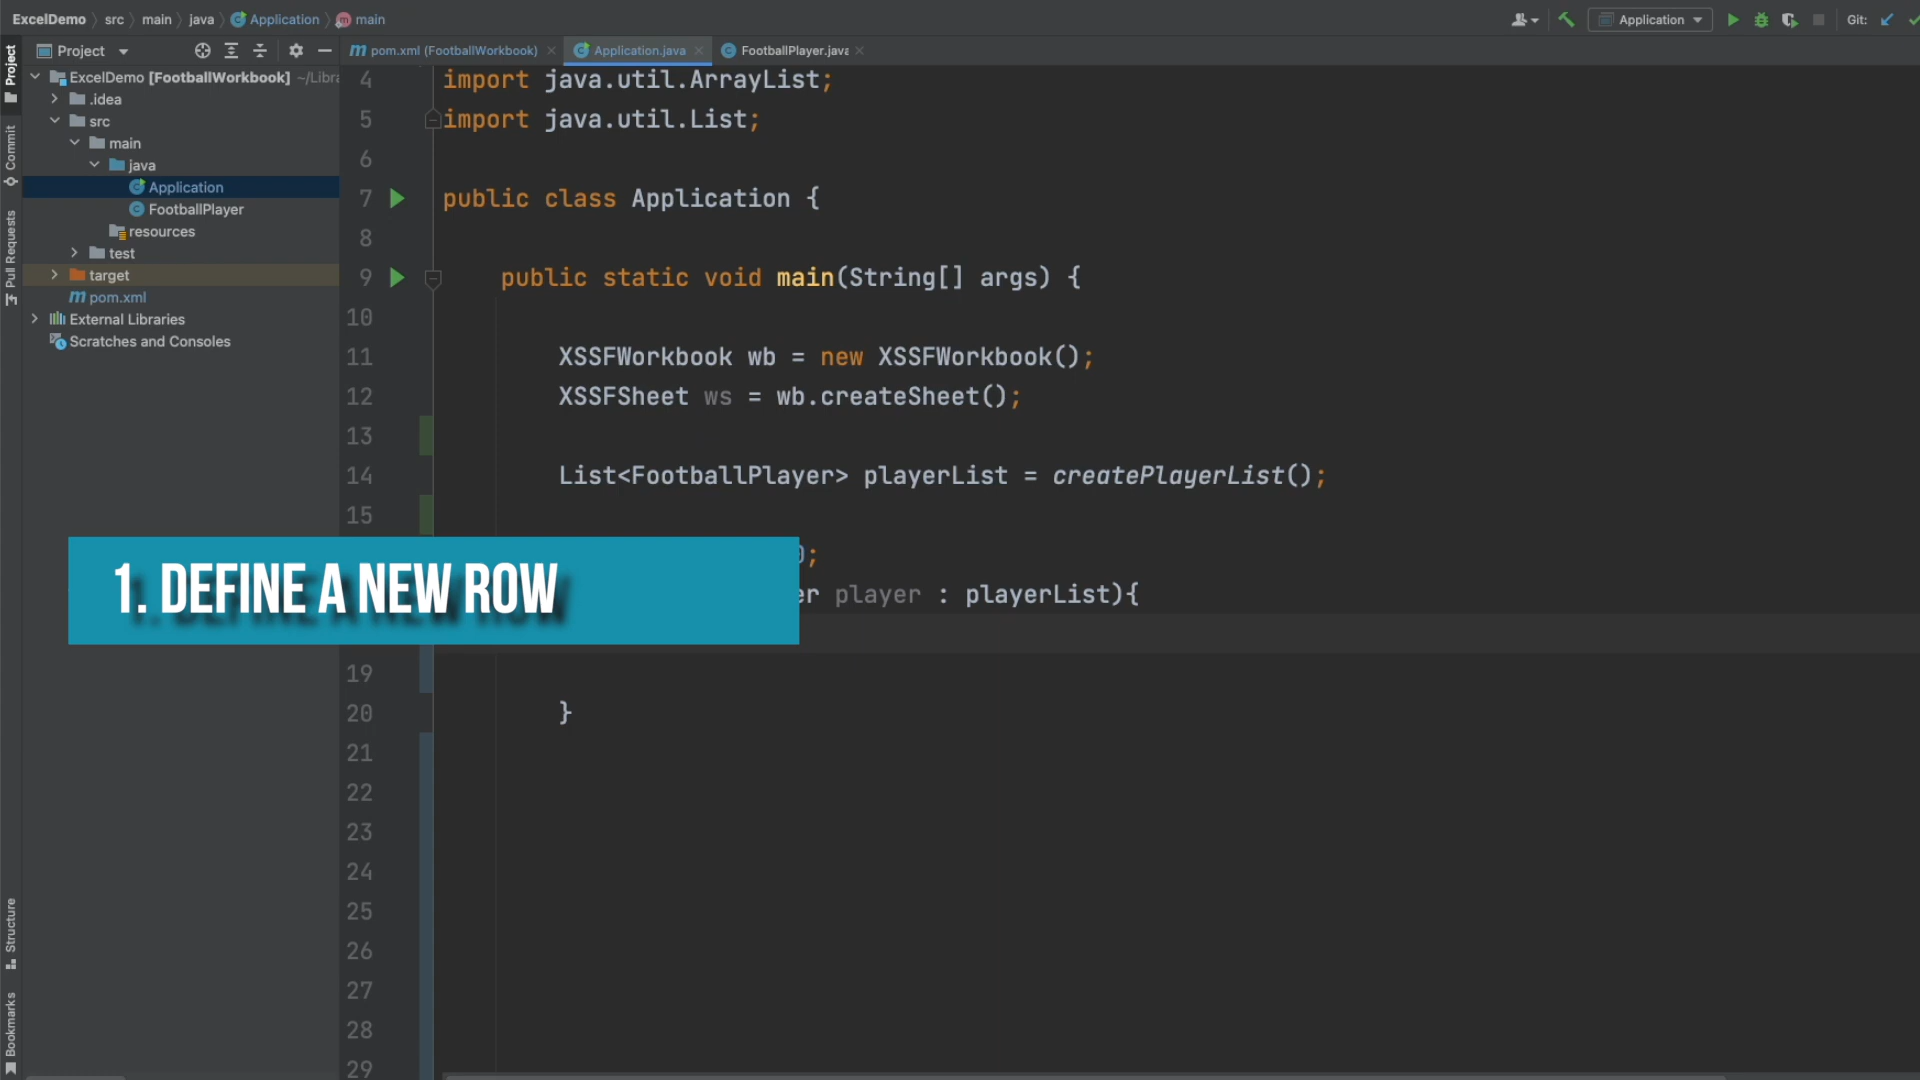 ExcelDemo src main java Application main
Application Git:
Project
pom.xml (FootballWorkbook) Application.java FootballPlayer.java
Project
Commit
Pull Requests
Structure
Bookmarks
ExcelDemo [FootballWorkbook] ~/Libra
.idea
src
main
java
Application
FootballPlayer
resources
test
target
pom.xml
External Libraries
Scratches and Consoles
4 import java.util.ArrayList;
5 import java.util.List;
6
7 public class Application {
8
9 public static void main(String[] args) {
10
11 XSSFWorkbook wb = new XSSFWorkbook();
12 XSSFSheet ws = wb.createSheet();
13
14 List<FootballPlayer> playerList = createPlayerList();
15
;
er player : playerList){
1. DEFINE A NEW ROW
19
20 }
21
22
23
24
25
26
27
28
29